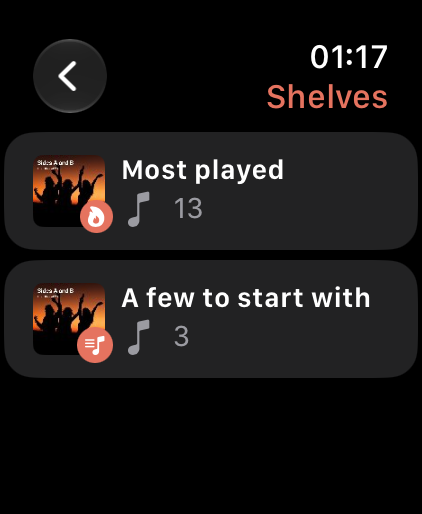 01:17
Shelves
Sides A and B
Most played
13
Sides A and B
A few to start with
3